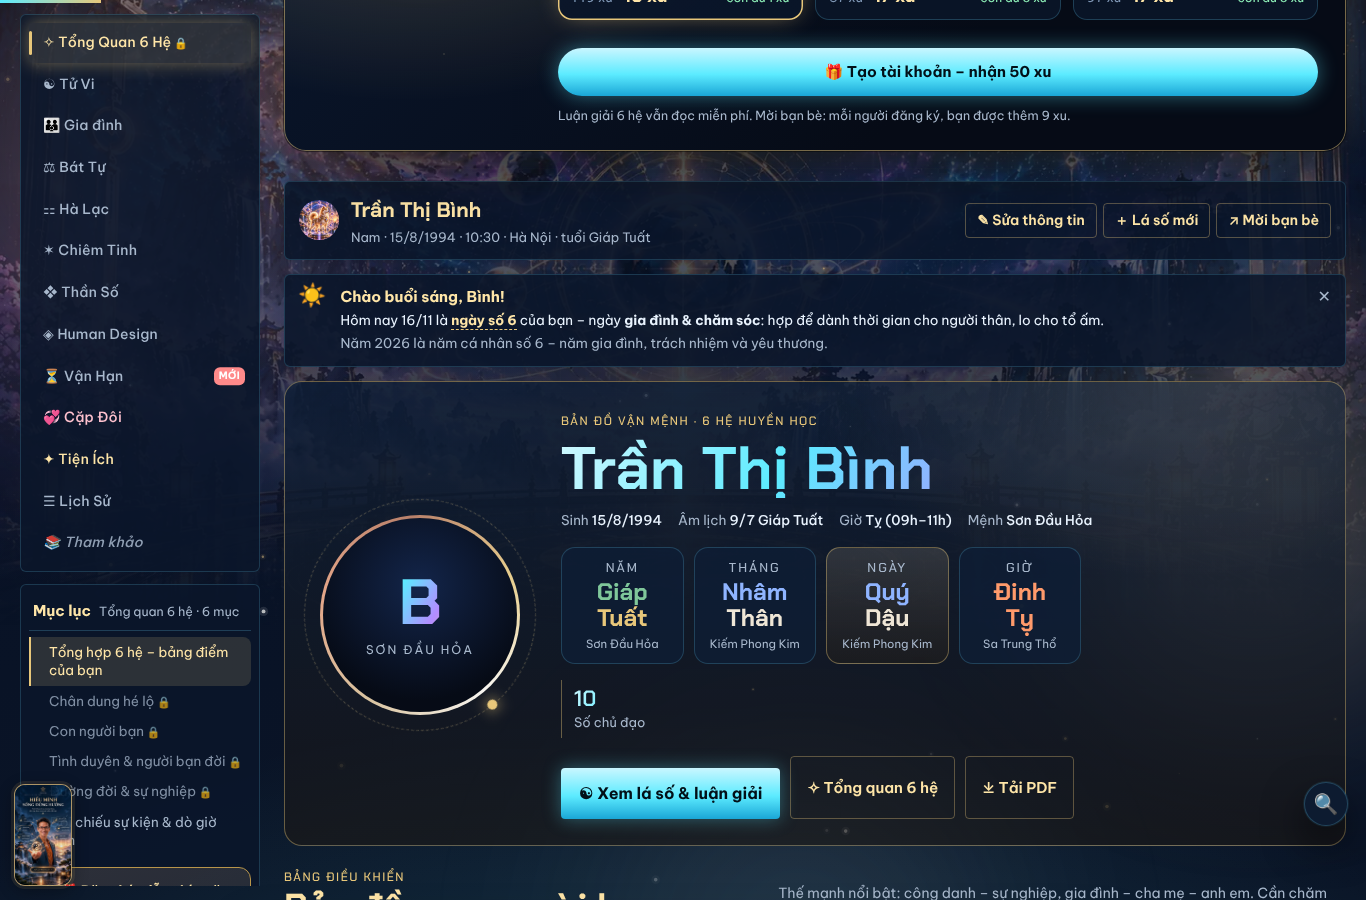 ✧ Tổng Quan 6 Hệ 🔒
☯ Tử Vi
👪 Gia đình
⚖ Bát Tự
⚏ Hà Lạc
✶ Chiêm Tinh
❖ Thần Số
◈ Human Design
⏳ Vận Hạn MỚI
💞 Cặp Đôi
✦ Tiện Ích
☰ Lịch Sử
📚 Tham khảo
Mục lục Tổng quan 6 hệ · 6 mục
Tổng hợp 6 hệ – bảng điểm
của bạn
Chân dung hé lộ 🔒
Con người bạn 🔒
Tình duyên & người bạn đời 🔒
đời & sự nghiệp 🔒
chiếu sự kiện & dò giờ
🎁 Tạo tài khoản – nhận 50 xu
Luận giải 6 hệ vẫn đọc miễn phí. Mời bạn bè: mỗi người đăng ký, bạn được thêm 9 xu.
Trần Thị Bình
Nam · 15/8/1994 · 10:30 · Hà Nội · tuổi Giáp Tuất
✎ Sửa thông tin
+ Lá số mới
↗ Mời bạn bè
Chào buổi sáng, Bình!
Hôm nay 16/11 là ngày số 6 của bạn – ngày gia đình & chăm sóc: hợp để dành thời gian cho người thân, lo cho tổ ấm.
Năm 2026 là năm cá nhân số 6 – năm gia đình, trách nhiệm và yêu thương.
✕
BẢN ĐỒ VẬN MỆNH · 6 HỆ HUYỀN HỌC
Trần Thị Bình
Sinh 15/8/1994 Âm lịch 9/7 Giáp Tuất Giờ Tỵ (09h–11h) Mệnh Sơn Đầu Hỏa
B
SƠN ĐẦU HỎA
NĂM
Giáp
Tuất
Sơn Đầu Hỏa
THÁNG
Nhâm
Thân
Kiếm Phong Kim
NGÀY
Quý
Dậu
Kiếm Phong Kim
GIỜ
Đinh
Tỵ
Sa Trung Thổ
10
Số chủ đạo
☯ Xem lá số & luận giải
✧ Tổng quan 6 hệ
⤓ Tải PDF
BẢNG ĐIỀU KHIỂN
Thế mạnh nổi bật: công danh – sự nghiệp, gia đình – cha mẹ – anh em. Cần chăm